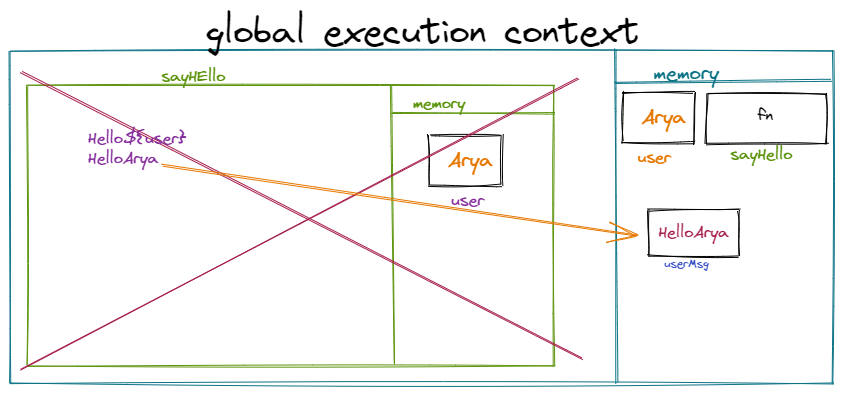 global execution context
sayHEllo
memory
Hello${user}
HelloArya
Arya
user
memory
Arya
user
fn
sayHello
HelloArya
userMsg